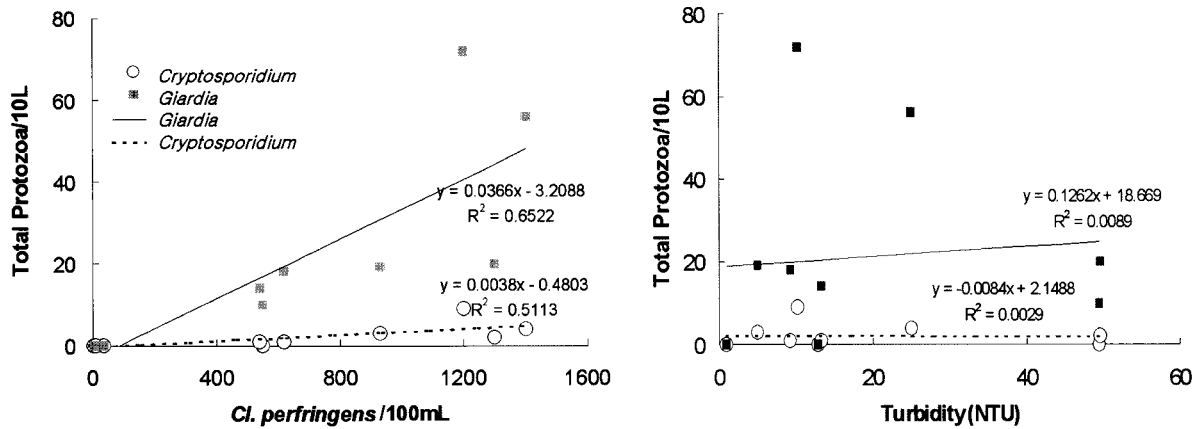 80
60
40
20
0
Total Protozoa/10L
Cryptosporidium
Giardia
Giardia
Cryptosporidium
y = 0.0366x - 3.2088
R² = 0.6522
y = 0.0038x - 0.4803
R² = 0.5113
0 400 800 1200 1600
Cl. perfringens/100mL
80
60
40
20
0
Total Protozoa/10L
y = 0.1262x + 18.669
R² = 0.0089
y = -0.0084x + 2.1488
R² = 0.0029
0 20 40 60
Turbidity(NTU)